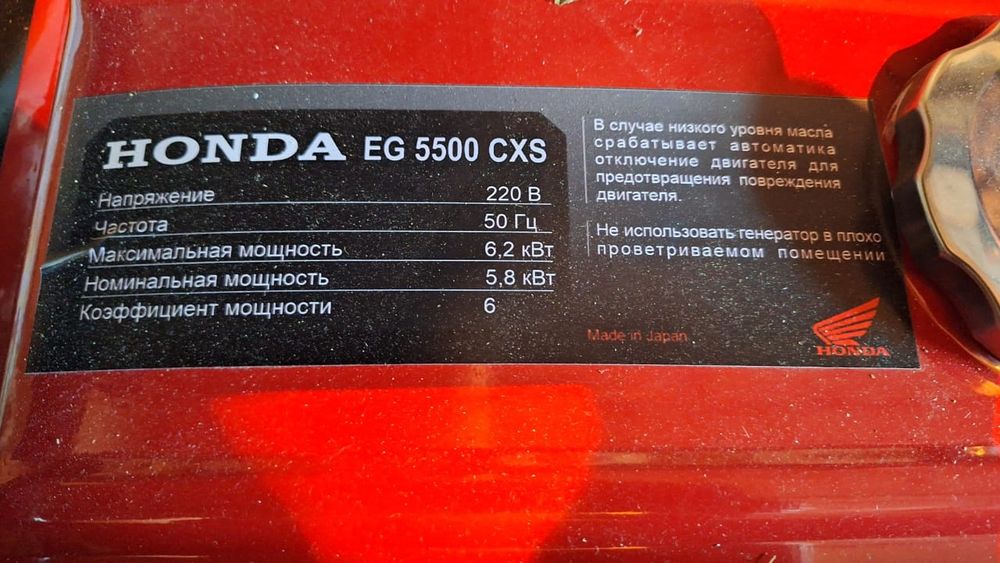 HONDA EG 5500 CXS
Напряжение 220 В
Частота 50 Гц
Максимальная мощность 6,2 кВт
Номинальная мощность 5,8 кВт
Коэффициент мощности 6
В случае низкого уровня масла
срабатывает автоматика
отключение двигателя для
предотвращения повреждения
двигателя.
Не использовать генератор в плохо
проветриваемом помещении
Made in Japan
HONDA